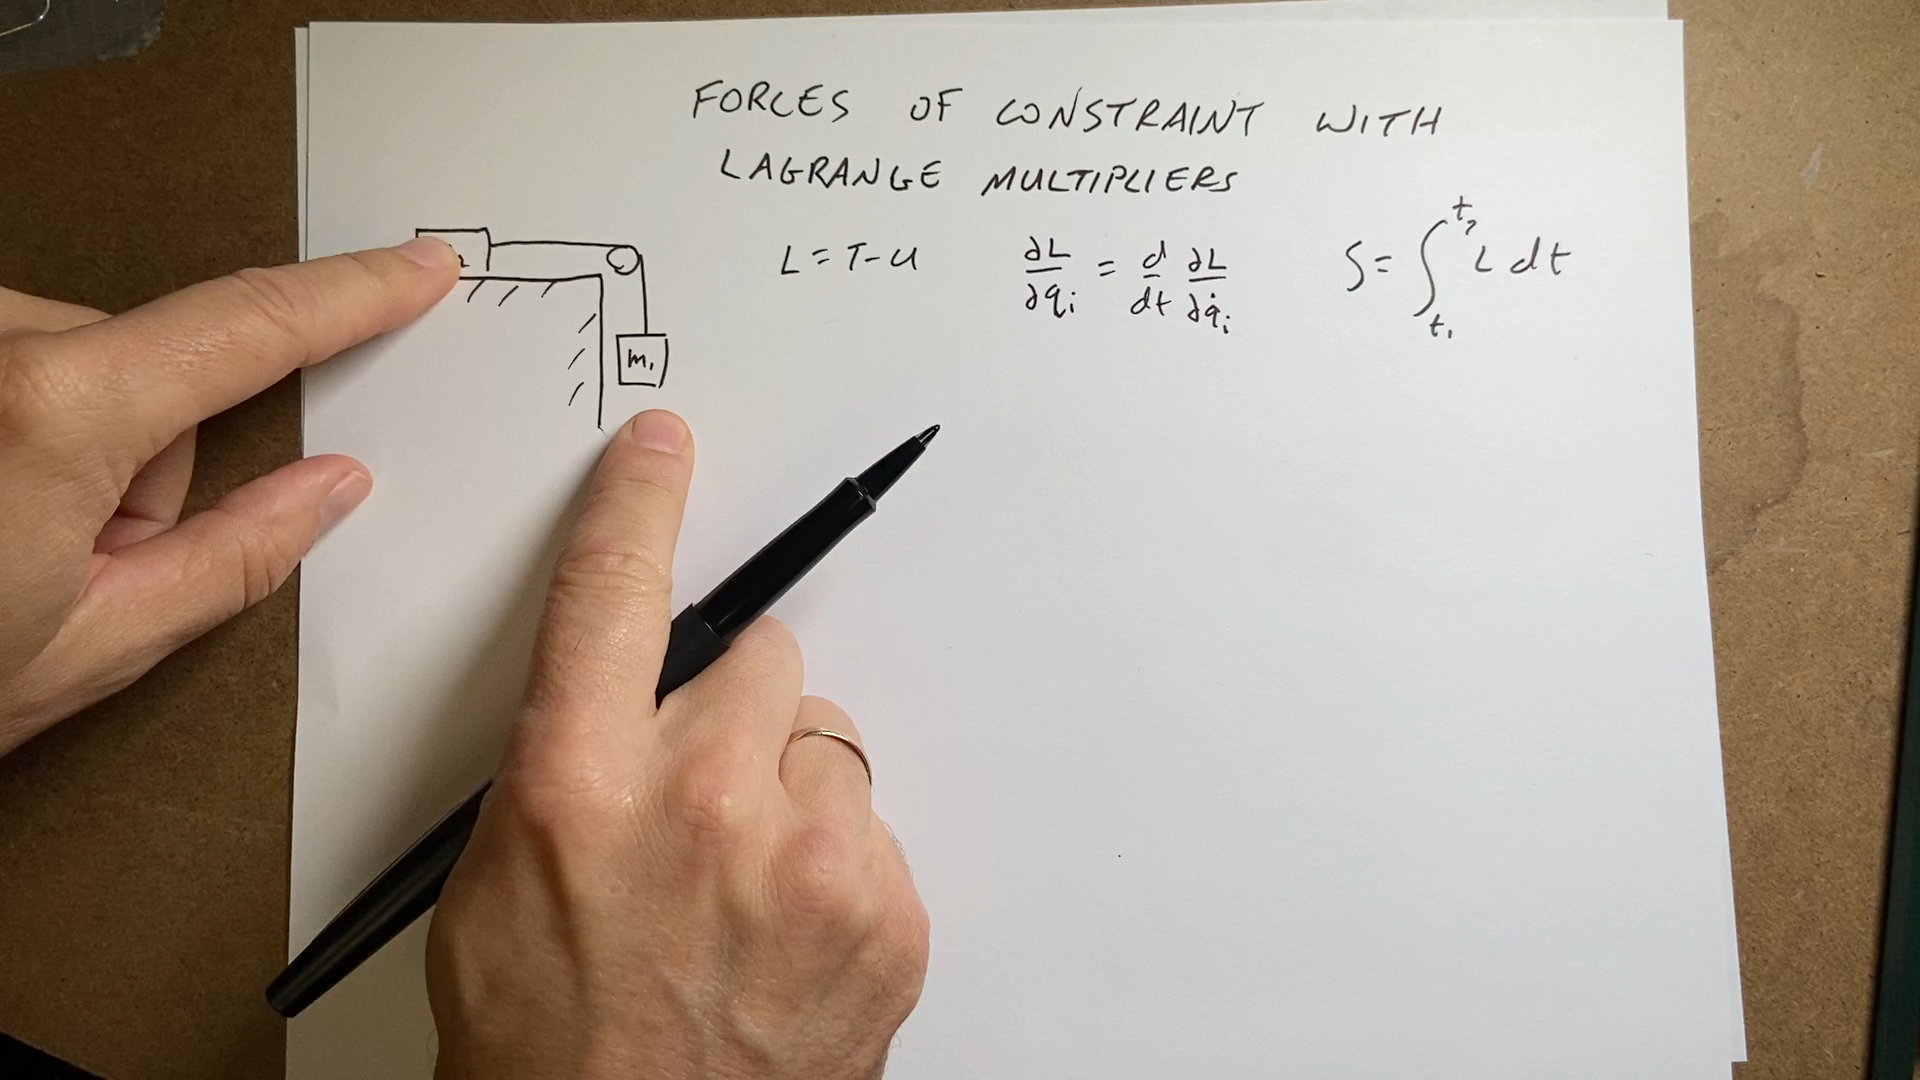 FORCES OF CONSTRAINT WITH
LAGRANGE MULTIPLIERS
L = T - U
∂L/∂qᵢ = d/dt ∂L/∂q̇ᵢ
S = ∫ₜ₁^t₂ L dt
m₁